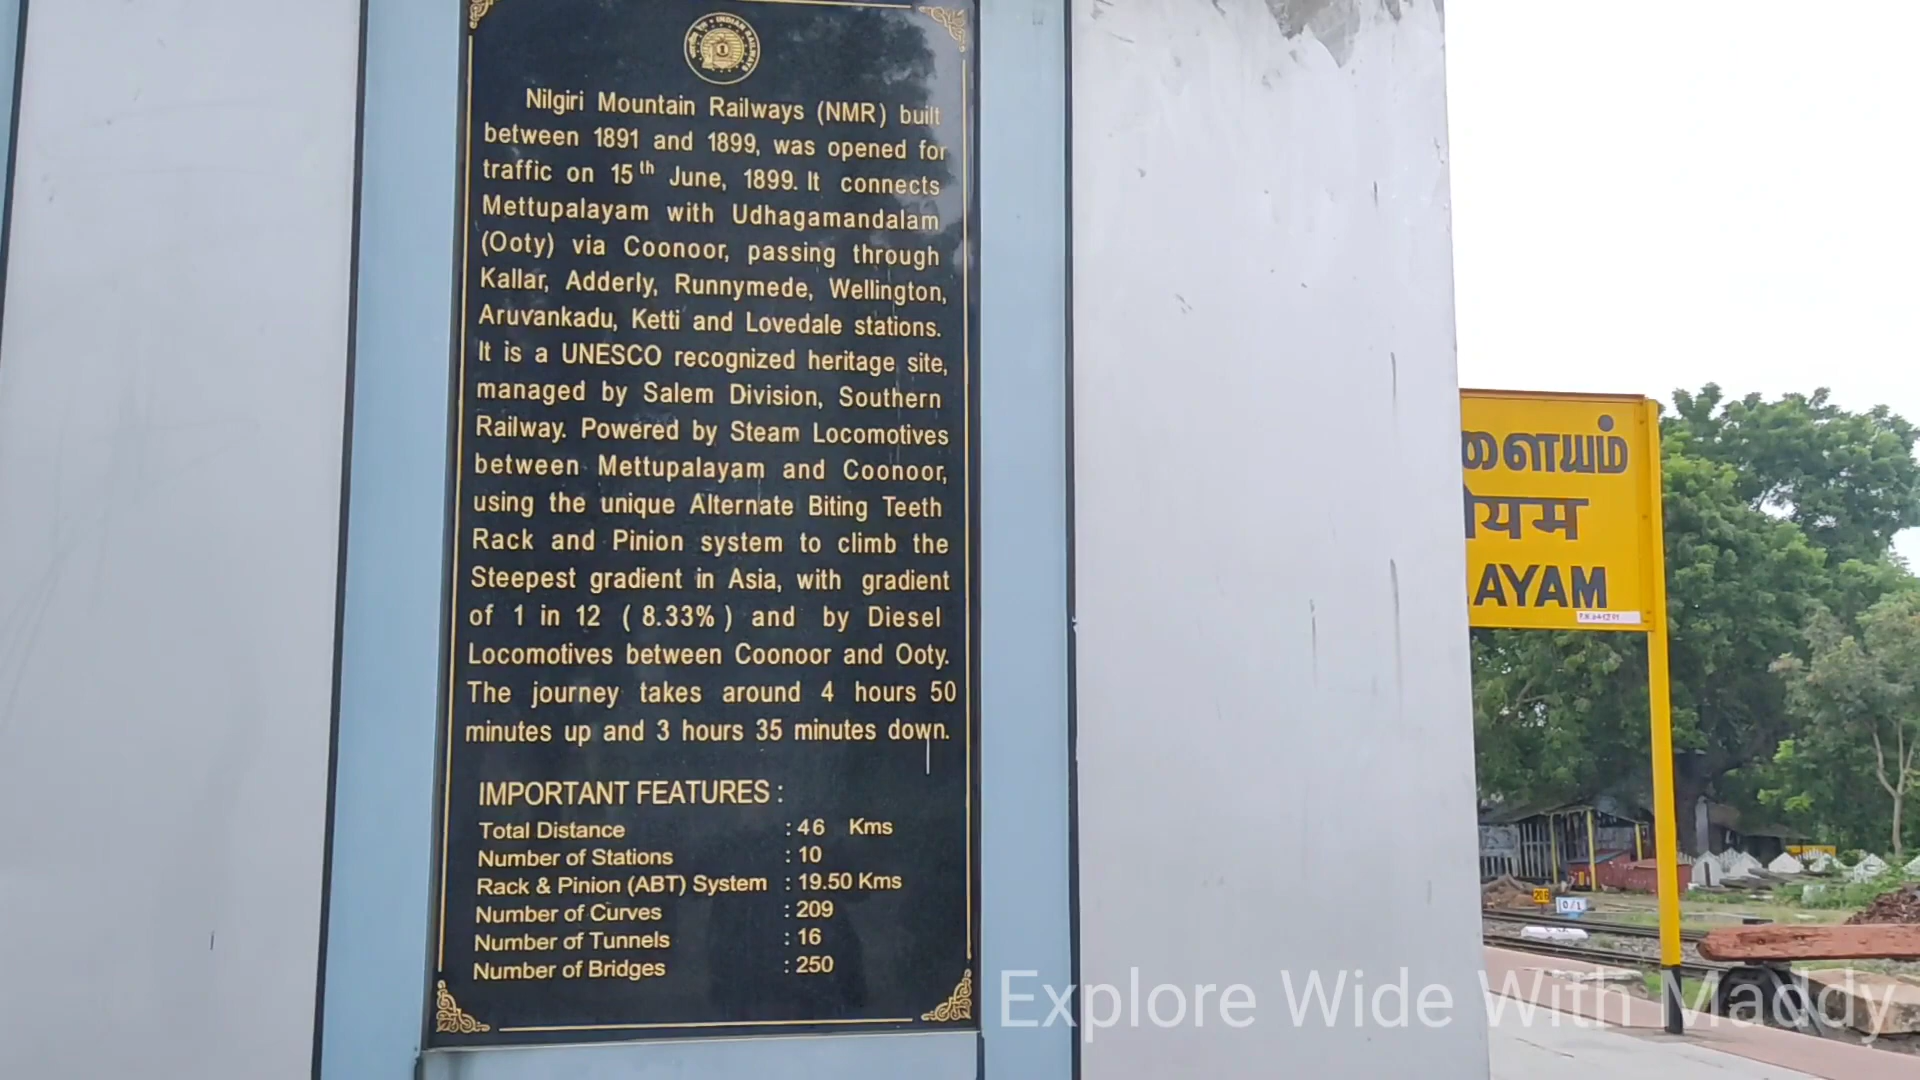 INDIAN RAILWAYS
Nilgiri Mountain Railways (NMR) built
between 1891 and 1899, was opened for
traffic on 15th June, 1899. It connects
Mettupalayam with Udhagamandalam
(Ooty) via Coonoor, passing through
Kallar, Adderly, Runnymede, Wellington,
Aruvankadu, Ketti and Lovedale stations.
It is a UNESCO recognized heritage site,
managed by Salem Division, Southern
Railway. Powered by Steam Locomotives
between Mettupalayam and Coonoor,
using the unique Alternate Biting Teeth
Rack and Pinion system to climb the
Steepest gradient in Asia, with gradient
of 1 in 12 ( 8.33% ) and by Diesel
Locomotives between Coonoor and Ooty.
The journey takes around 4 hours 50
minutes up and 3 hours 35 minutes down.
IMPORTANT FEATURES :
Total Distance : 46 Kms
Number of Stations : 10
Rack & Pinion (ABT) System : 19.50 Kms
Number of Curves : 209
Number of Tunnels : 16
Number of Bridges : 250
ளையம்
यम
AYAM
0/1
Explore Wide With Maddy